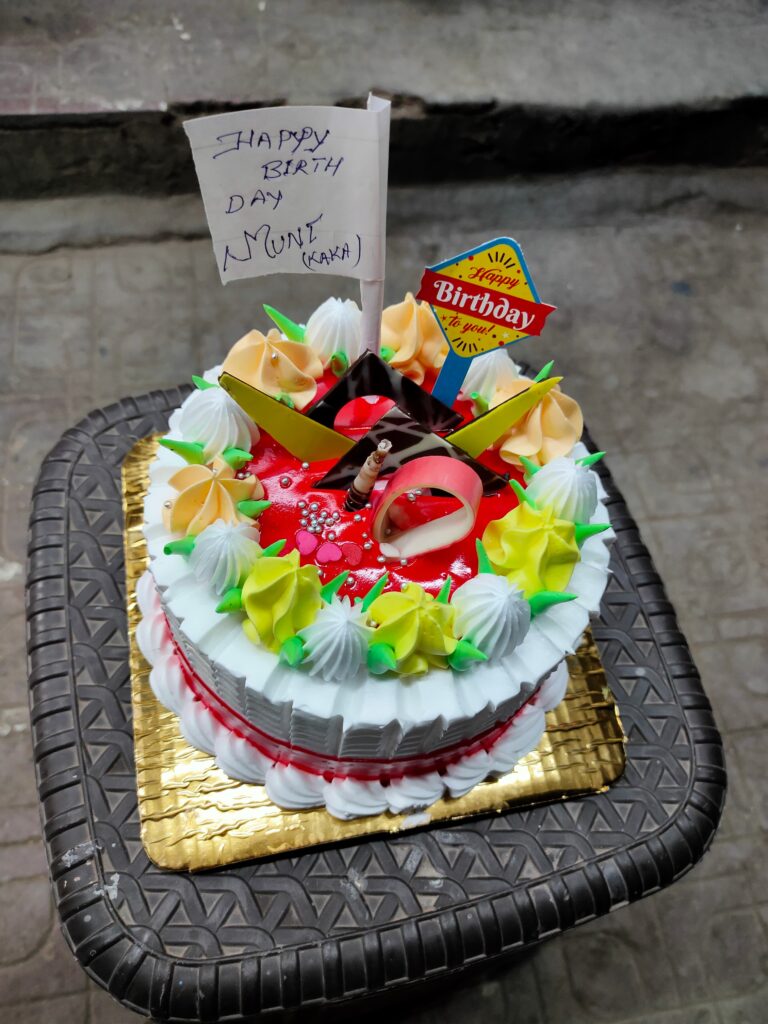 HAPPY
BIRTH
DAY
MUNI
(KAKA)
Happy
Birthday
to you!